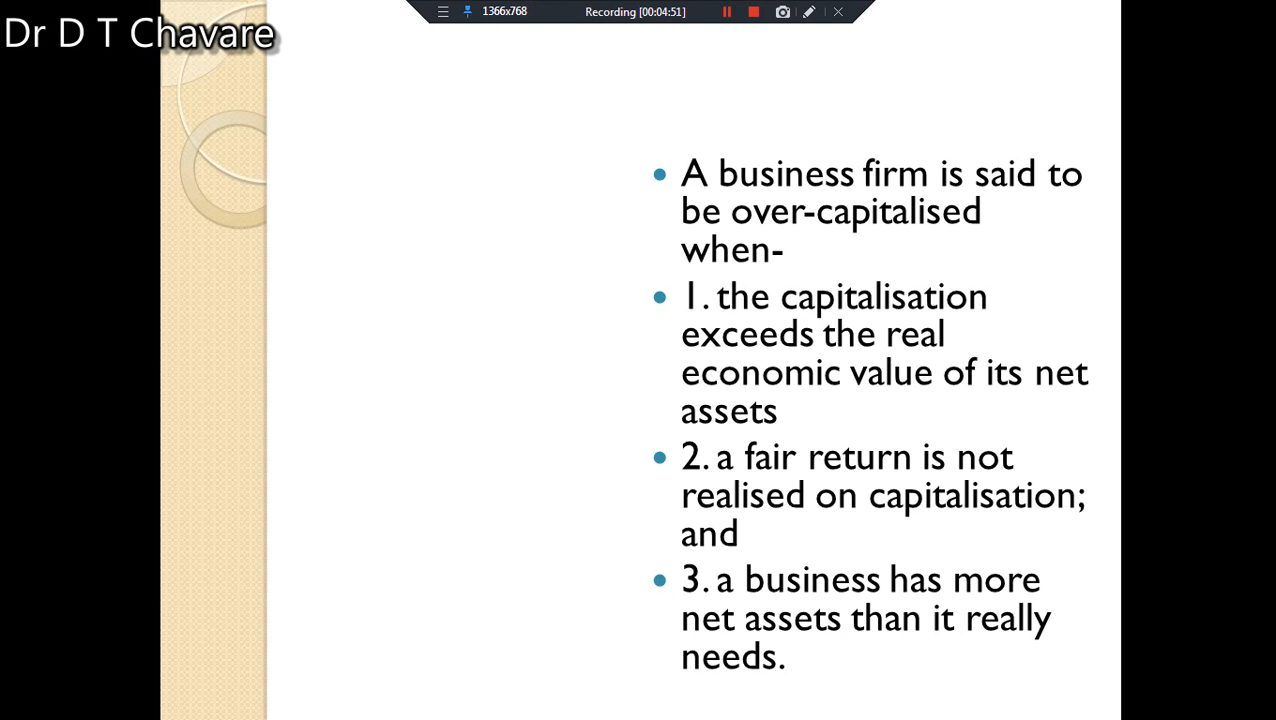 1366x768 Recording [00:04:51]
Dr D T Chavare
• A business firm is said to
be over-capitalised
when-
• 1. the capitalisation
exceeds the real
economic value of its net
assets
• 2. a fair return is not
realised on capitalisation;
and
• 3. a business has more
net assets than it really
needs.